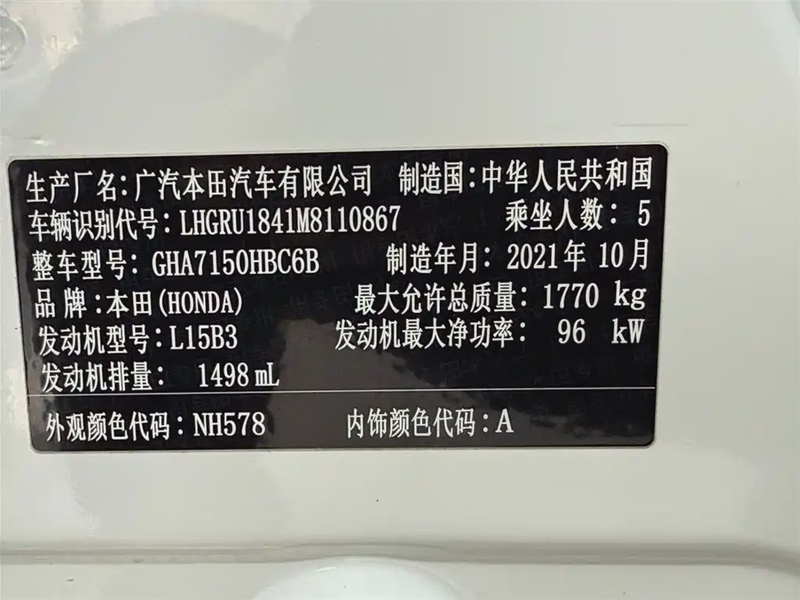 生产厂名：广汽本田汽车有限公司 制造国：中华人民共和国
车辆识别代号：LHGRU1841M8110867 乘坐人数：5
整车型号：GHA7150HBC6B 制造年月：2021年10月
品牌：本田(HONDA) 最大允许总质量：1770 kg
发动机型号：L15B3 发动机最大净功率：96 kW
发动机排量：1498 mL
外观颜色代码：NH578 内饰颜色代码：A